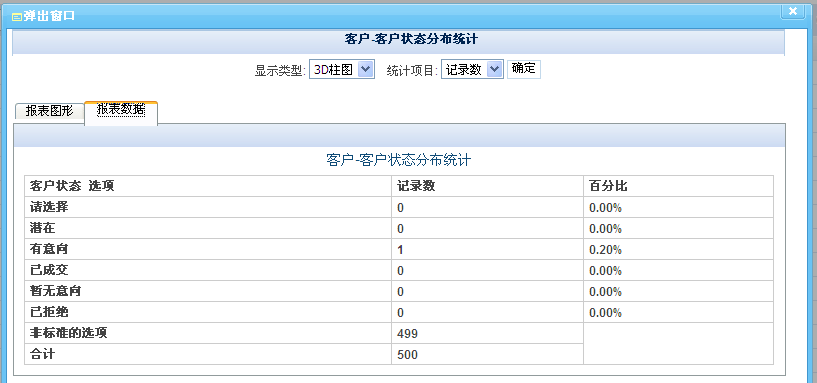 弹出窗口
客户-客户状态分布统计
显示类型: 3D柱图 统计项目: 记录数 确定
报表图形 报表数据
客户-客户状态分布统计
客户状态 选项 记录数 百分比
请选择 0 0.00%
潜在 0 0.00%
有意向 1 0.20%
已成交 0 0.00%
暂无意向 0 0.00%
已拒绝 0 0.00%
非标准的选项 499
合计 500